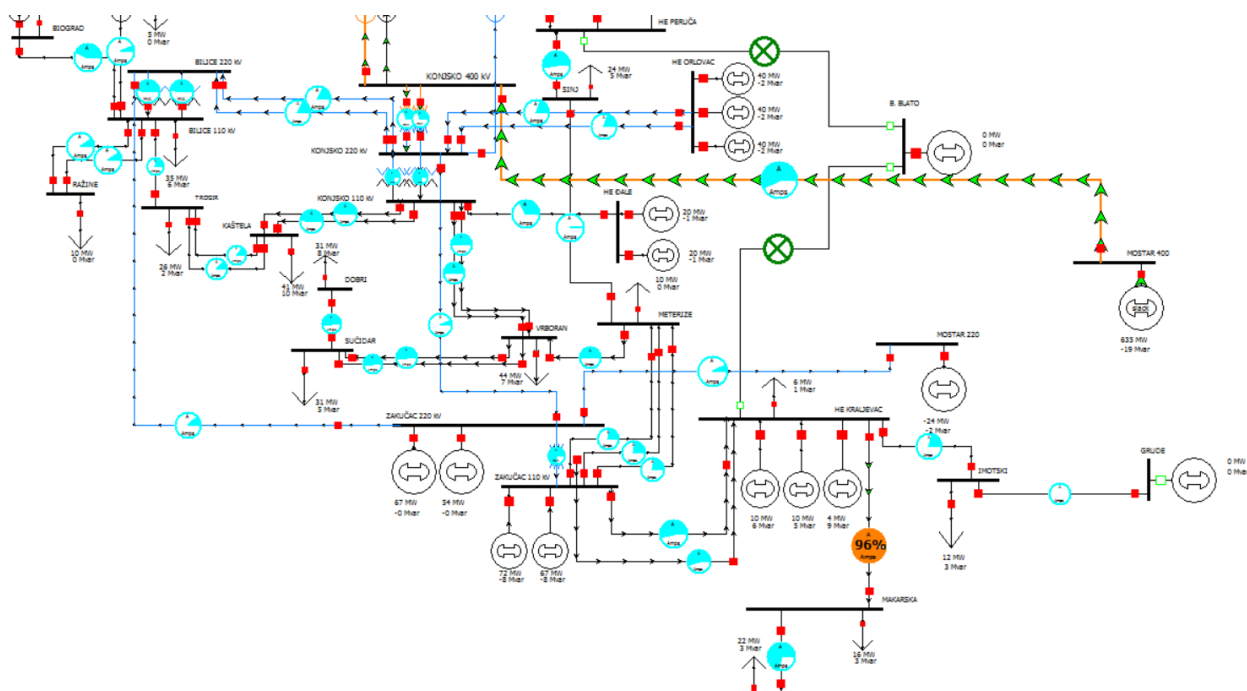 BIOGRAD
5 MW
0 Mvar
HE PERUČA
BILICE 220 kV
KONJSKO 400 kV
24 MW
5 Mvar
SINJ
HE ORLOVAC
40 MW
-2 Mvar
40 MW
-2 Mvar
40 MW
-2 Mvar
B. BLATO
0 MW
0 Mvar
BILICE 110 kV
KONJSKO 220 kV
35 MW
6 Mvar
RAŽINE
10 MW
0 Mvar
TROGIR
26 MW
2 Mvar
KONJSKO 110 kV
KAŠTELA
41 MW
10 Mvar
HE ĐALE
20 MW
-1 Mvar
20 MW
-1 Mvar
Amps
MOSTAR 400
slack
635 MW
-19 Mvar
31 MW
8 Mvar
DOBRI
10 MW
0 Mvar
METERIZE
VRBORAN
44 MW
7 Mvar
SUĆIDAR
31 MW
5 Mvar
MOSTAR 220
-24 MW
-2 Mvar
ZAKUČAC 220 kV
67 MW
-0 Mvar
54 MW
-0 Mvar
6 MW
1 Mvar
HE KRALJEVAC
10 MW
6 Mvar
10 MW
5 Mvar
4 MW
9 Mvar
IMOTSKI
12 MW
3 Mvar
GRUDE
0 MW
0 Mvar
ZAKUČAC 110 kV
72 MW
-8 Mvar
67 MW
-8 Mvar
A
96%
Amps
MAKARSKA
22 MW
3 Mvar
16 MW
3 Mvar